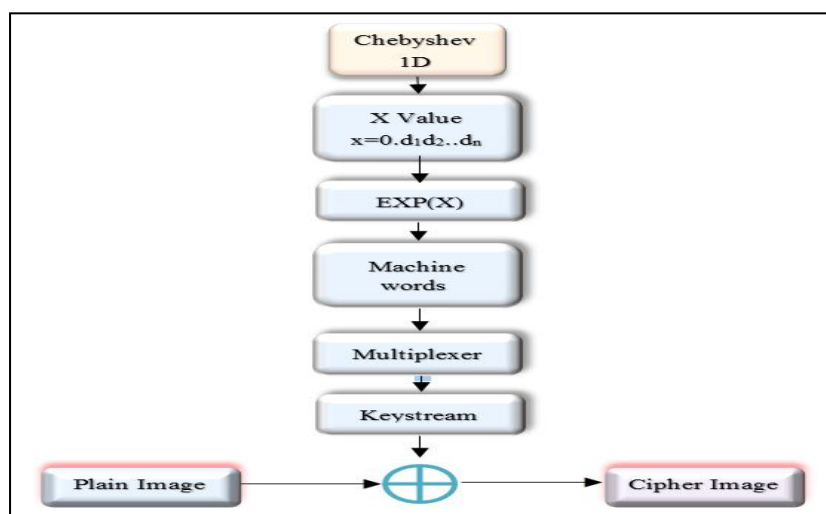 Chebyshev
1D
X Value
x=0.d₁d₂..dₙ
EXP(X)
Machine
words
Multiplexer
Keystream
Plain Image
Cipher Image